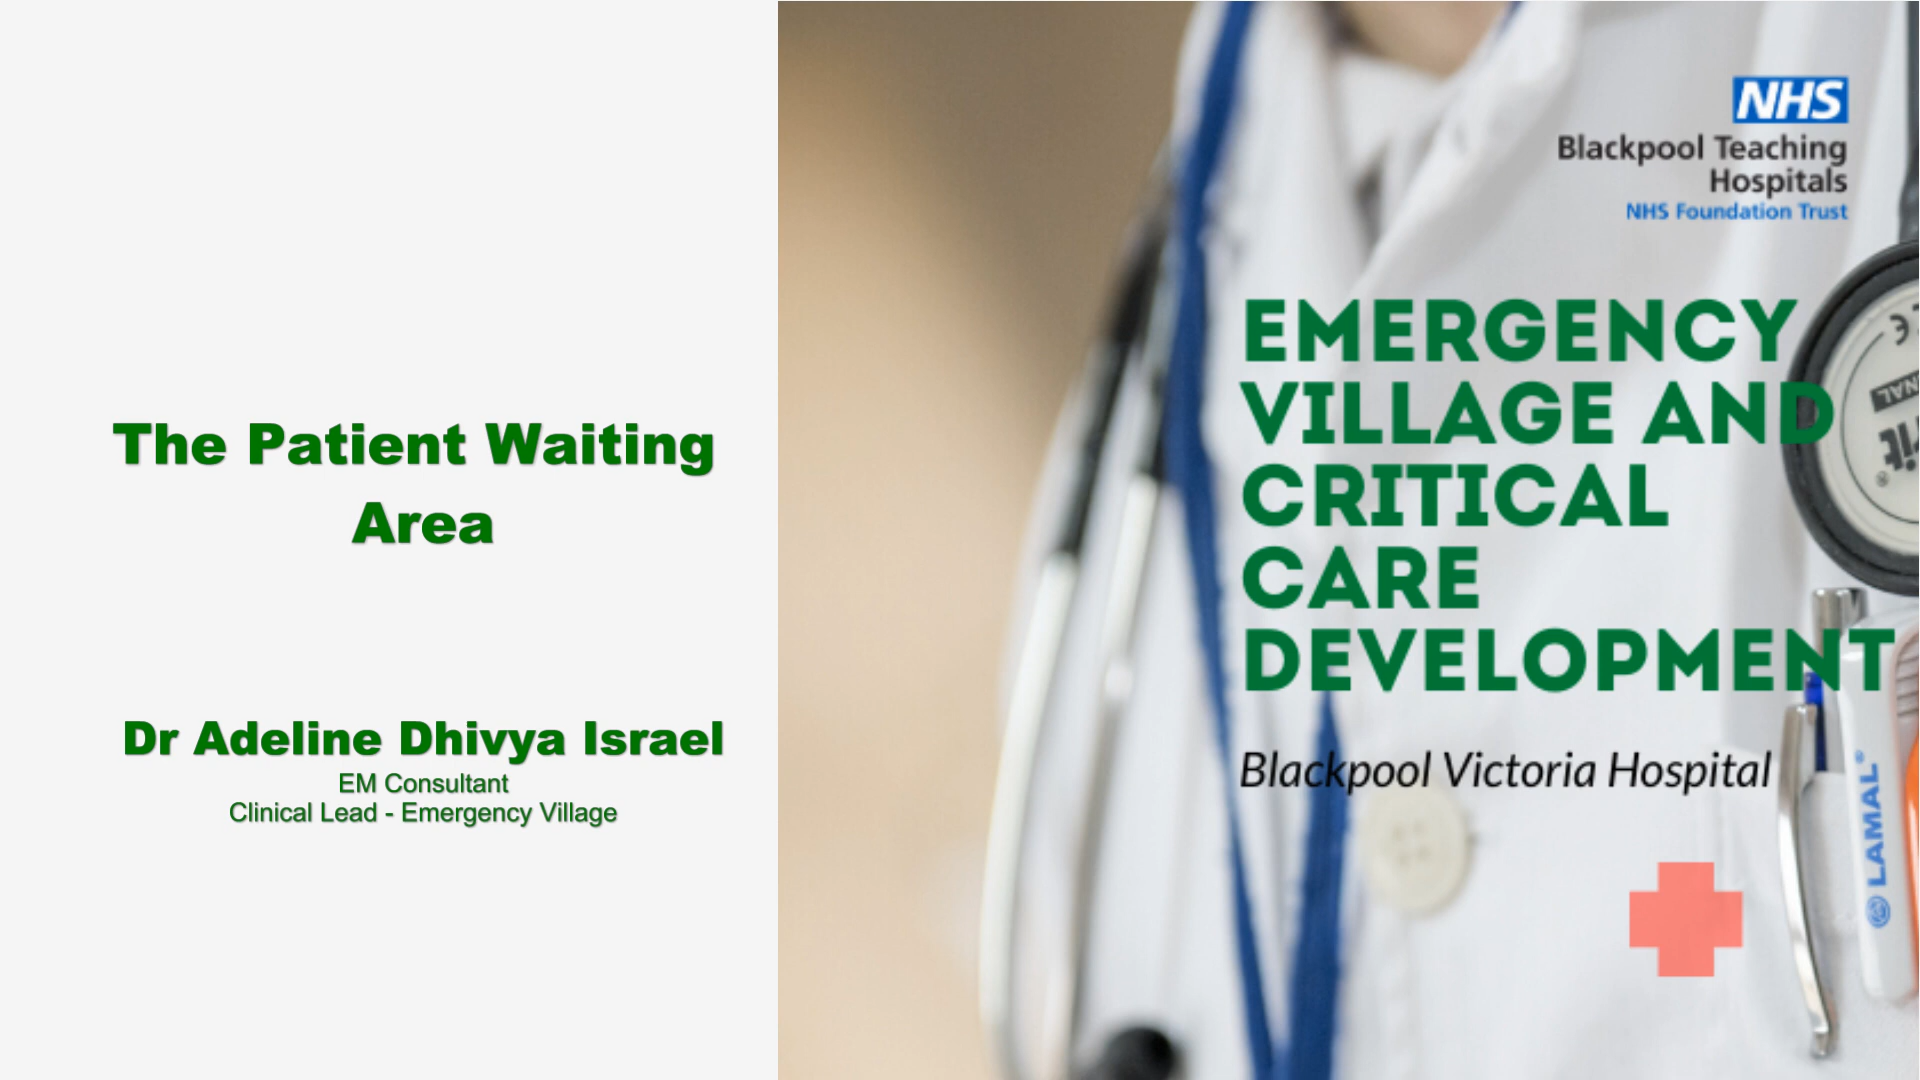 The Patient Waiting
Area
Dr Adeline Dhivya Israel
EM Consultant
Clinical Lead - Emergency Village
NHS
Blackpool Teaching
Hospitals
NHS Foundation Trust
EMERGENCY
VILLAGE AND
CRITICAL
CARE
DEVELOPMENT
Blackpool Victoria Hospital
LAMAL